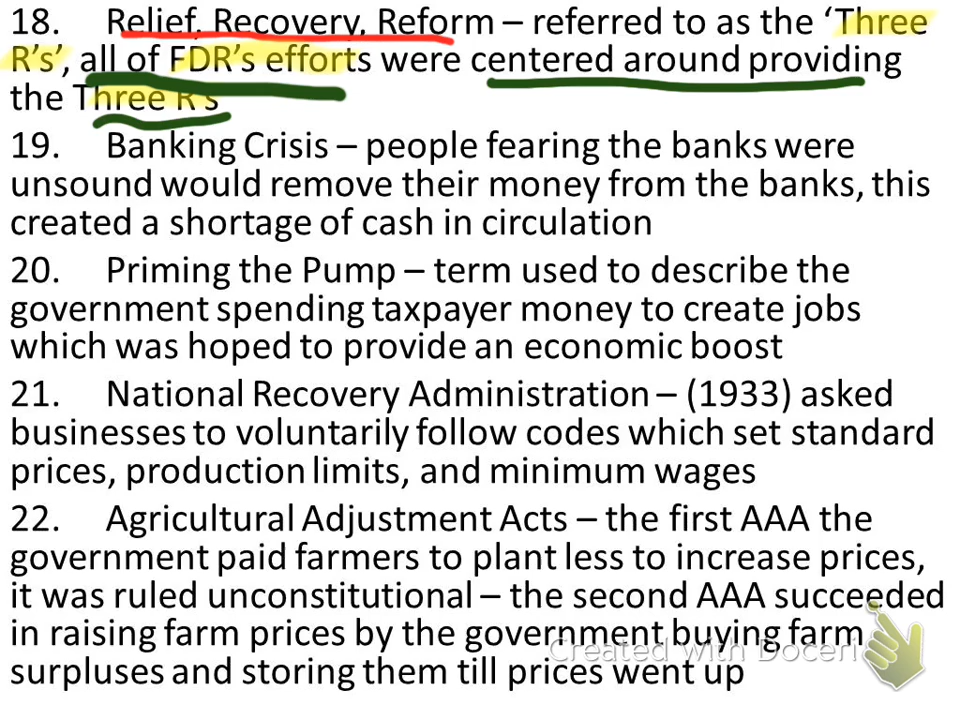 18. Relief, Recovery, Reform – referred to as the ‘Three
R’s’, all of FDR’s efforts were centered around providing
the Three R’s
19. Banking Crisis – people fearing the banks were
unsound would remove their money from the banks, this
created a shortage of cash in circulation
20. Priming the Pump – term used to describe the
government spending taxpayer money to create jobs
which was hoped to provide an economic boost
21. National Recovery Administration – (1933) asked
businesses to voluntarily follow codes which set standard
prices, production limits, and minimum wages
22. Agricultural Adjustment Acts – the first AAA the
government paid farmers to plant less to increase prices,
it was ruled unconstitutional – the second AAA succeeded
in raising farm prices by the government buying farm
surpluses and storing them till prices went up
Created with Doceri